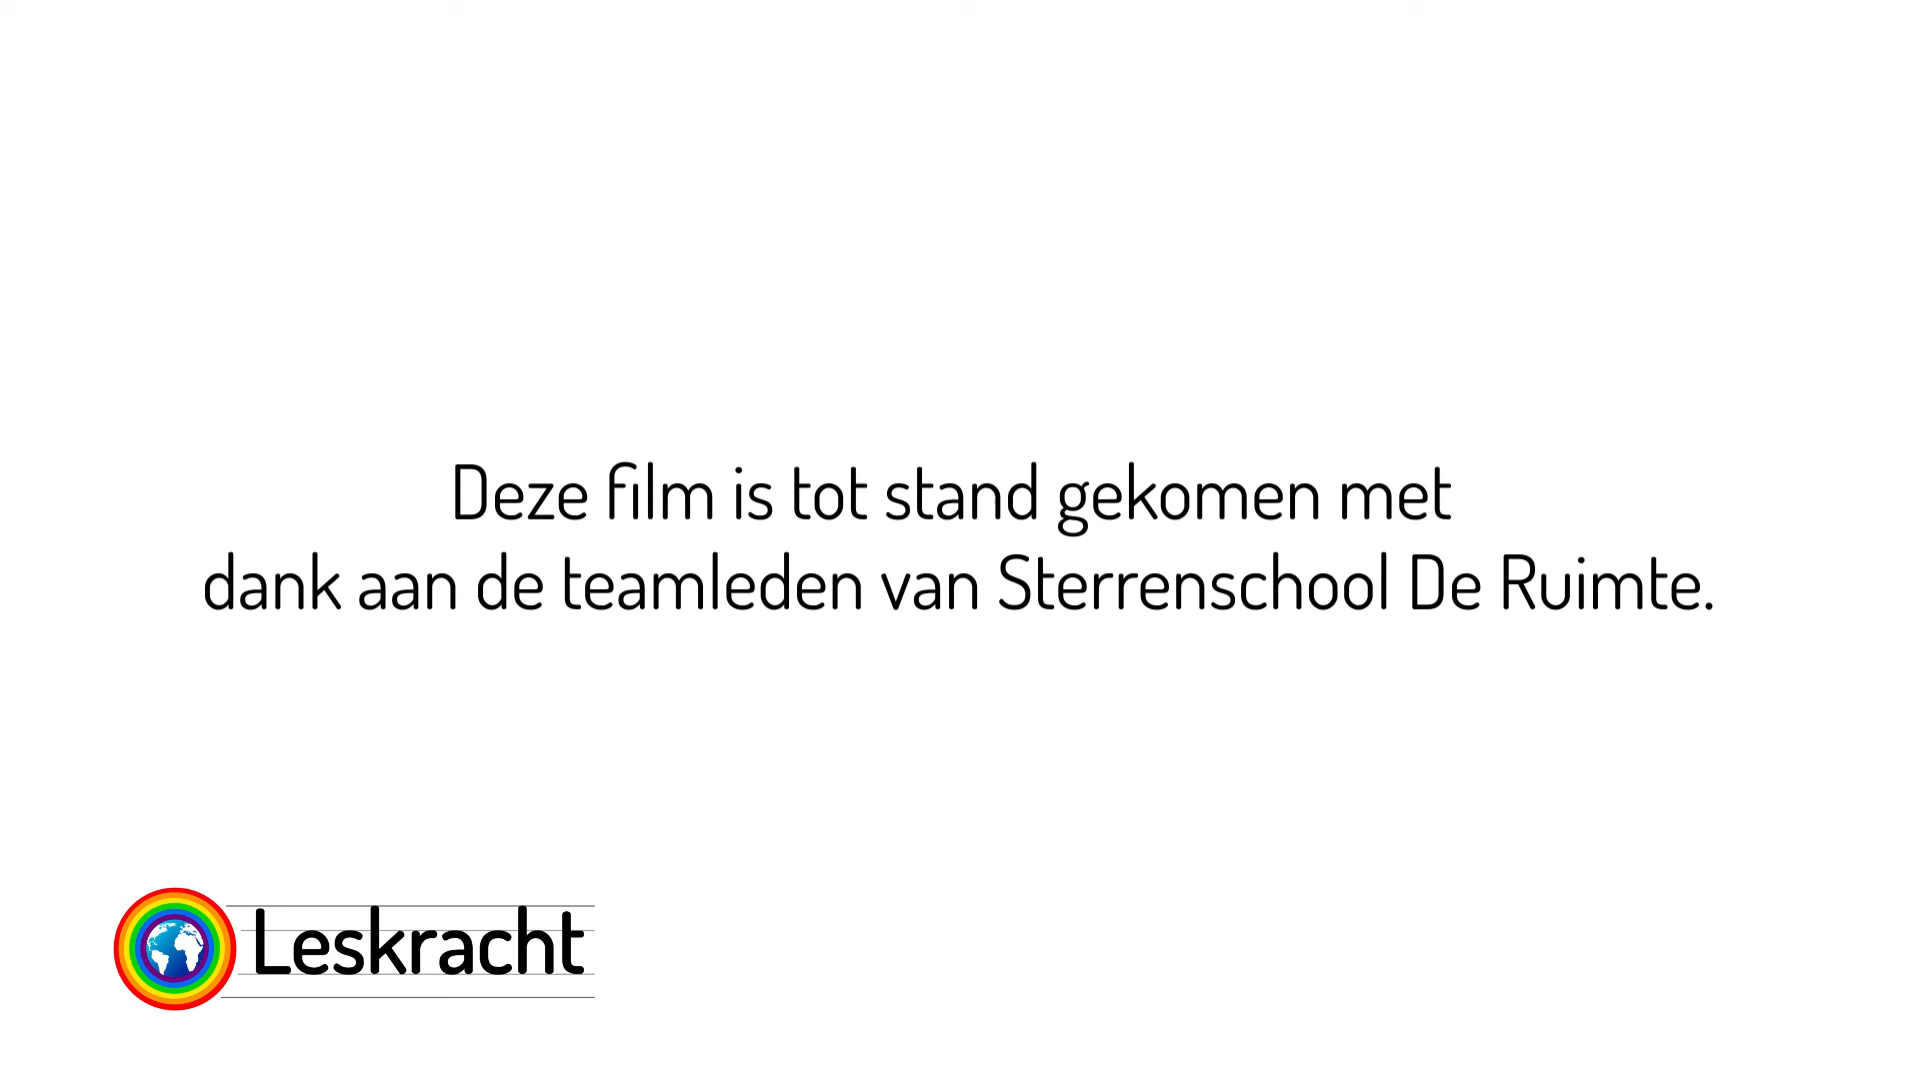 Deze film is tot stand gekomen met
dank aan de teamleden van Sterrenschool De Ruimte.
Leskracht